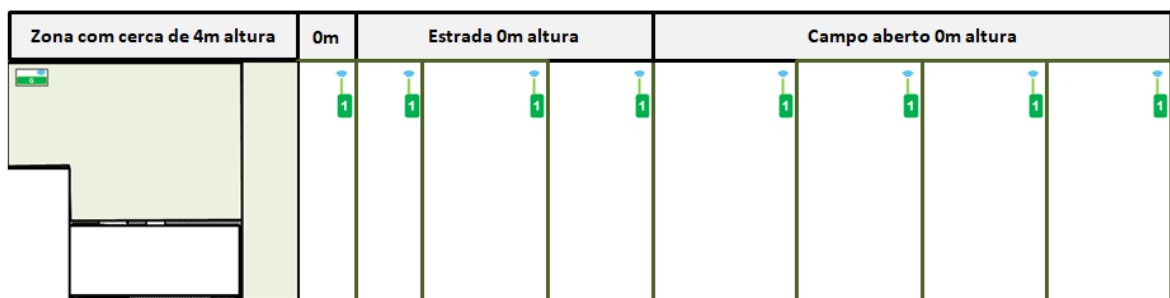 Zona com cerca de 4m altura 0m Estrada 0m altura Campo aberto 0m altura
G 1 1 1 1 1 1 1 1